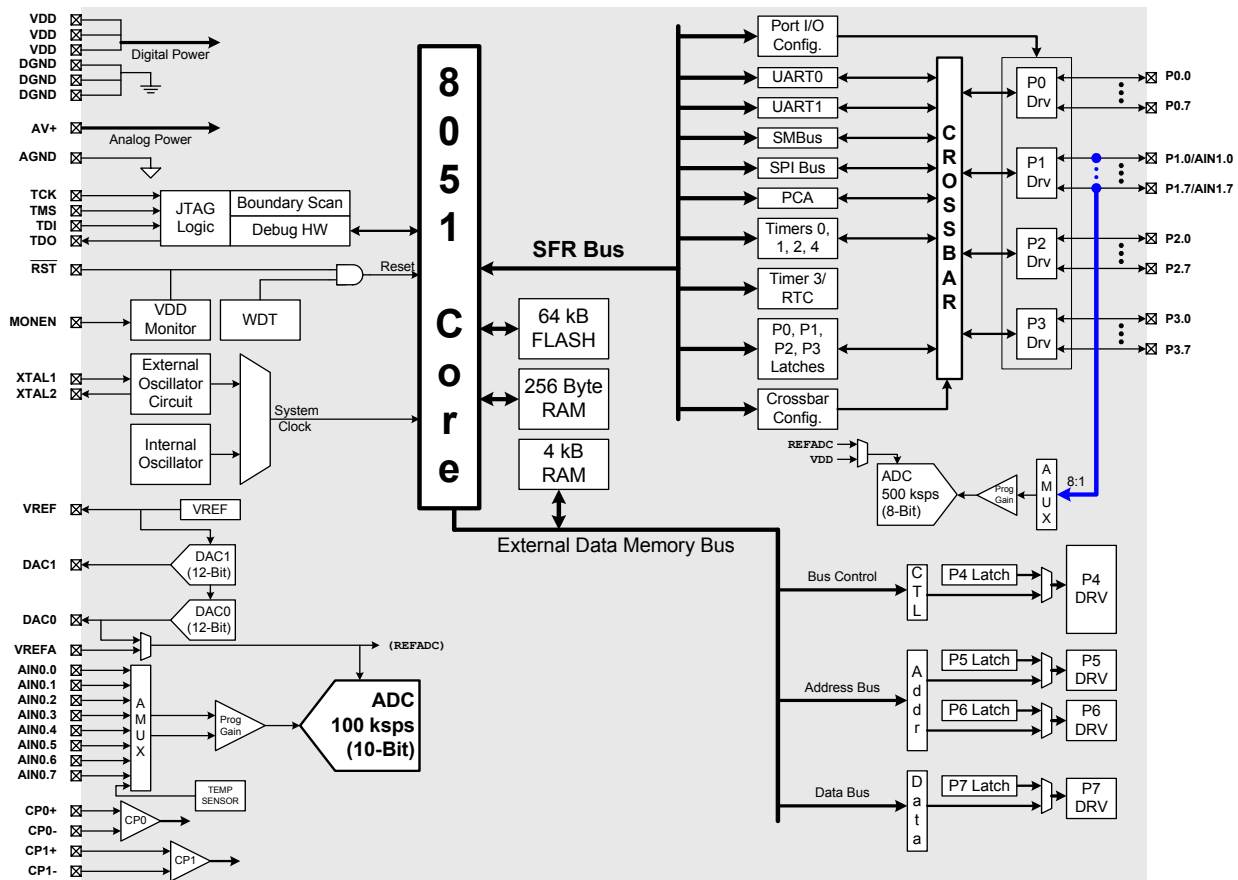 VDD
VDD
VDD
Digital Power
DGND
DGND
DGND
AV+
Analog Power
AGND
TCK
TMS
TDI
TDO
JTAG
Logic
Boundary Scan
Debug HW
RST
Reset
MONEN
VDD
Monitor
WDT
XTAL1
XTAL2
External
Oscillator
Circuit
Internal
Oscillator
System
Clock
VREF
VREF
DAC1
DAC1
(12-Bit)
DAC0
DAC0
(12-Bit)
VREFA
(REFADC)
AIN0.0
AIN0.1
AIN0.2
AIN0.3
AIN0.4
AIN0.5
AIN0.6
AIN0.7
AMUX
Prog
Gain
ADC
100 ksps
(10-Bit)
TEMP
SENSOR
CP0+
CP0-
CP0
CP1+
CP1-
CP1
8051 Core
SFR Bus
64 kB
FLASH
256 Byte
RAM
4 kB
RAM
External Data Memory Bus
Port I/O
Config.
UART0
UART1
SMBus
SPI Bus
PCA
Timers 0,
1, 2, 4
Timer 3/
RTC
P0, P1,
P2, P3
Latches
Crossbar
Config.
CROSSBAR
P0
Drv
P1
Drv
P2
Drv
P3
Drv
P0.0
P0.7
P1.0/AIN1.0
P1.7/AIN1.7
P2.0
P2.7
P3.0
P3.7
REFADC
VDD
ADC
500 ksps
(8-Bit)
Prog
Gain
AMUX
8:1
Bus Control
CTL
P4 Latch
P4
DRV
Address Bus
Addr
P5 Latch
P5
DRV
P6 Latch
P6
DRV
Data Bus
Data
P7 Latch
P7
DRV